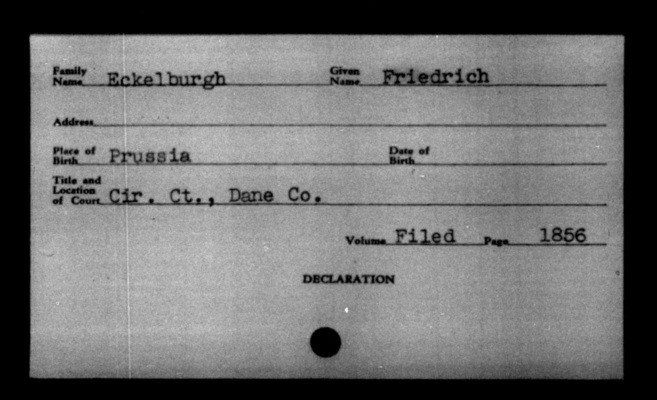 Family Name Eckelburgh Given Name Friedrich
Address
Place of Birth Prussia Date of Birth
Title and Location of Court Cir. Ct., Dane Co.
Volume Filed Page 1856
DECLARATION